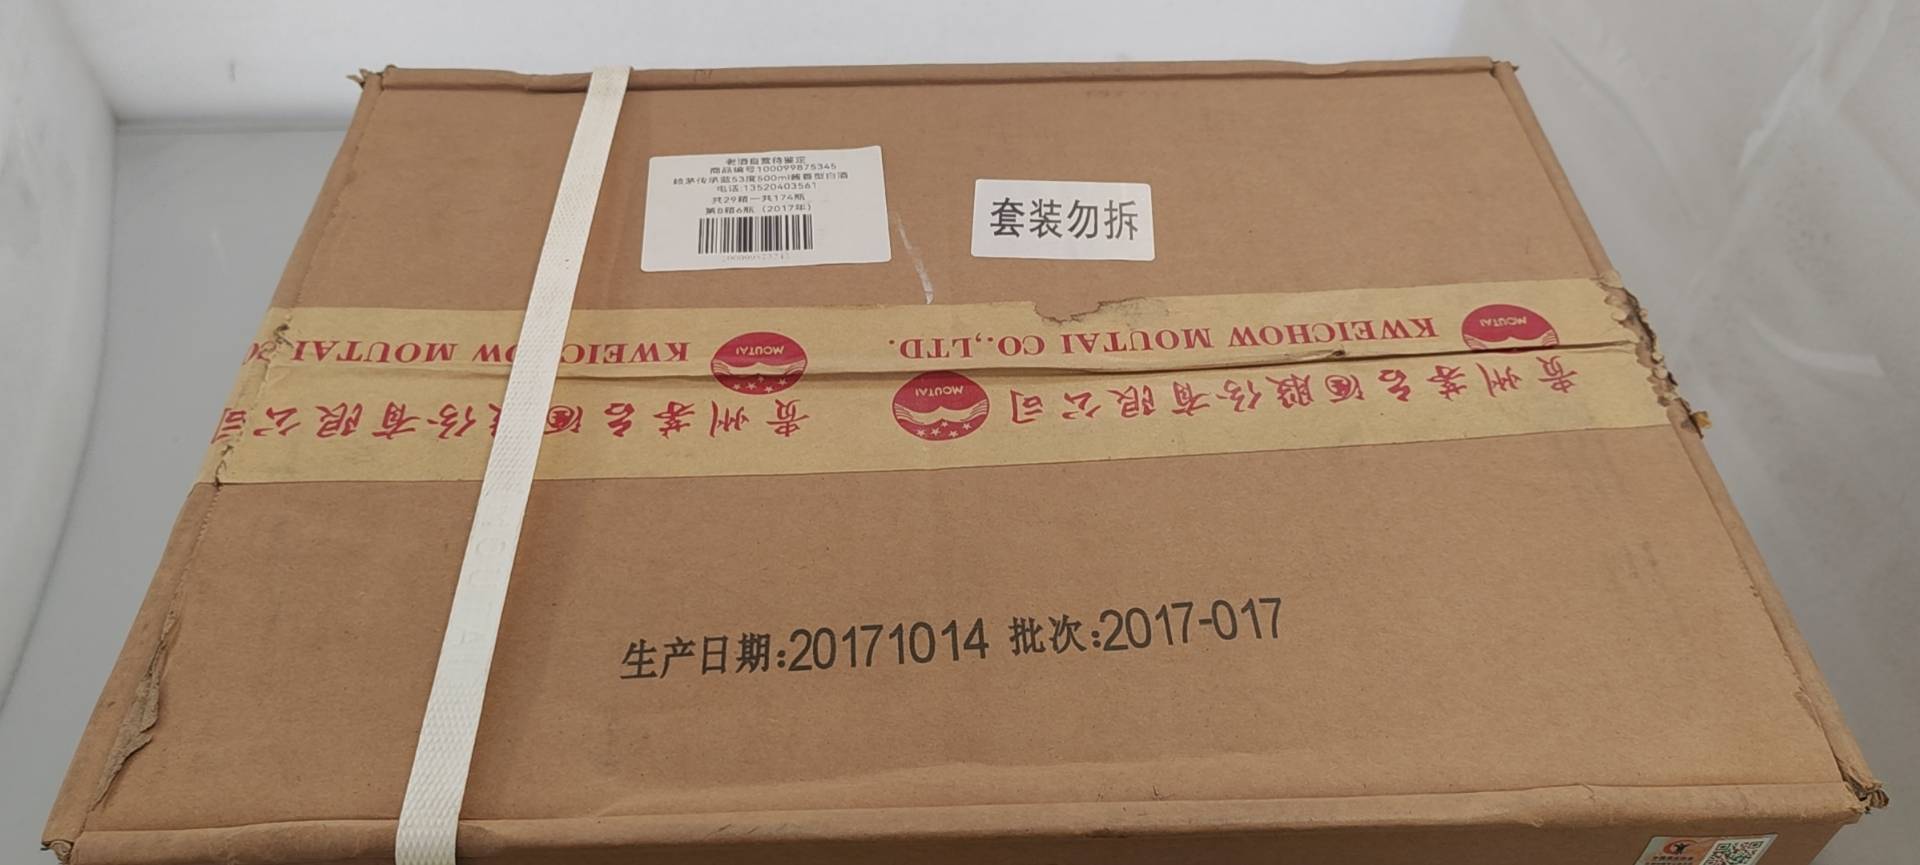 老酒自营待鉴定
商品编号100099875345
赖茅传承蓝53度500ml酱香型白酒
电话:13520403561
共29箱一共174瓶
第8箱6瓶（2017年）
套装勿拆
KWEICHOW MOUTAI
MOUTAI
KWEICHOW MOUTAI CO.,LTD.
MOUTAI
贵州茅台酒股份有限公司
MOUTAI
贵州茅台酒股份有限公司
生产日期:20171014 批次:2017-017